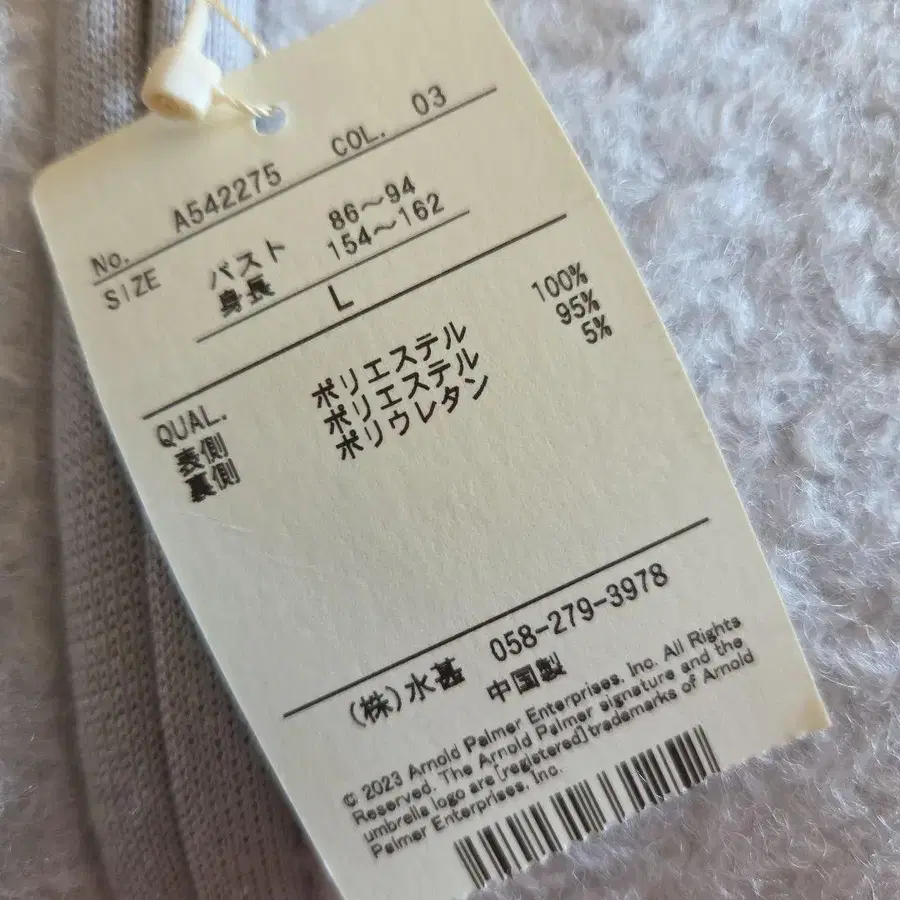 No. A542275 COL. 03
SIZE バスト 86～94
身長 154～162
L
QUAL.
表側 ポリエステル 100%
裏側 ポリエステル 95%
ポリウレタン 5%
(株)水甚 058-279-3978
中国製
© 2023 Arnold Palmer Enterprises, Inc. All Rights
Reserved. The Arnold Palmer signature and the
umbrella logo are [registered] trademarks of Arnold
Palmer Enterprises, Inc.